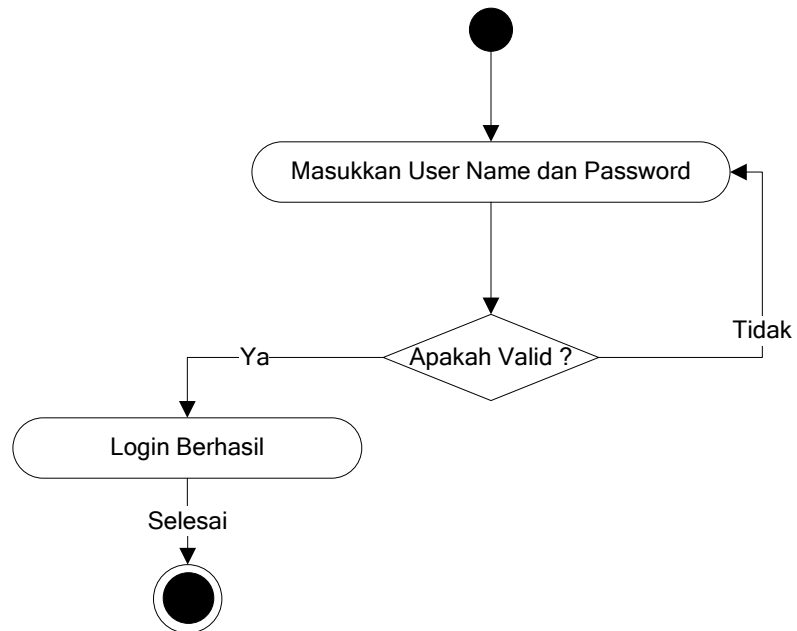 Masukkan User Name dan Password
Tidak
Apakah Valid ?
Ya
Login Berhasil
Selesai